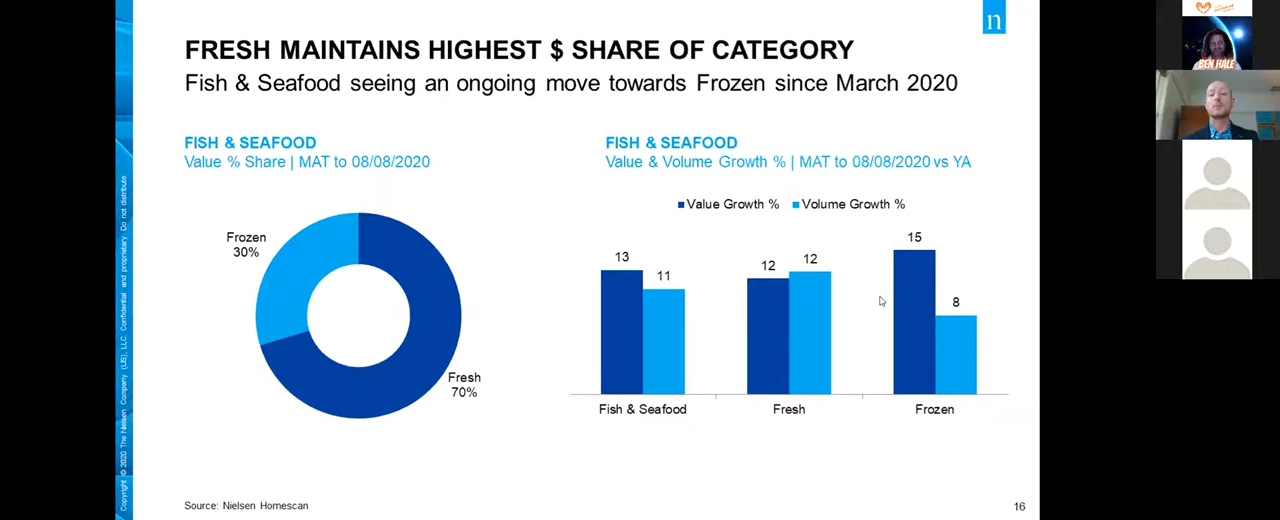 n
FRESH MAINTAINS HIGHEST $ SHARE OF CATEGORY
Fish & Seafood seeing an ongoing move towards Frozen since March 2020
FISH & SEAFOOD
Value % Share | MAT to 08/08/2020
Frozen
30%
Fresh
70%
FISH & SEAFOOD
Value & Volume Growth % | MAT to 08/08/2020 vs YA
Value Growth %
Volume Growth %
13
11
12
12
15
8
Fish & Seafood
Fresh
Frozen
Source: Nielsen Homescan
16
Copyright © 2020 The Nielsen Company (US), LLC. Confidential and proprietary. Do not distribute
BEN HALE